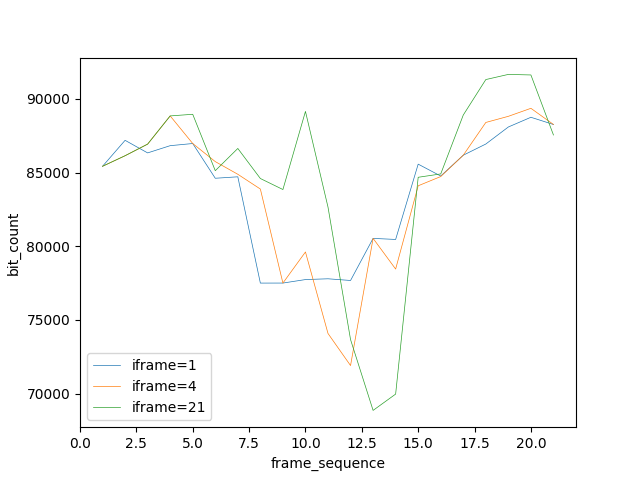 90000
85000
80000
75000
70000
bit_count
iframe=1
iframe=4
iframe=21
0.0 2.5 5.0 7.5 10.0 12.5 15.0 17.5 20.0
frame_sequence